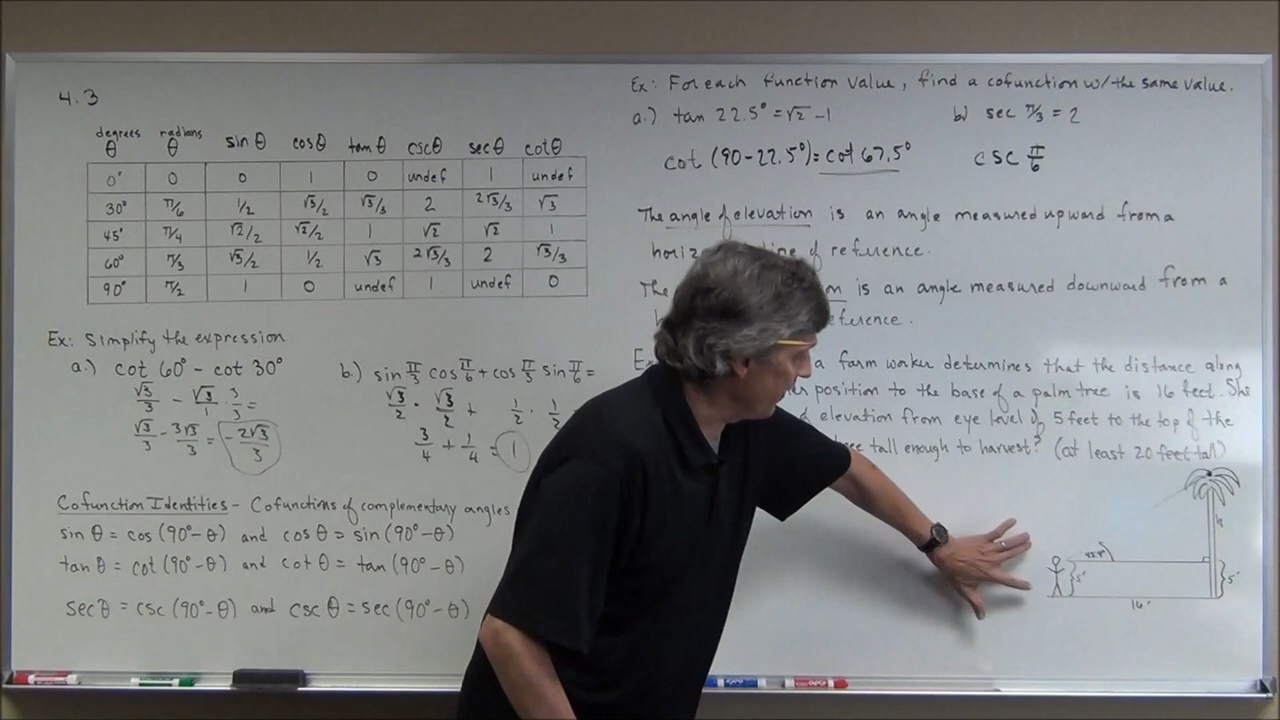 4.3
degrees radians
θ θ sin θ cos θ tan θ csc θ sec θ cot θ
0° 0 0 1 0 undef 1 undef
30° π/6 1/2 √3/2 √3/3 2 2√3/3 √3
45° π/4 √2/2 √2/2 1 √2 √2 1
60° π/3 √3/2 1/2 √3 2√3/3 2 √3/3
90° π/2 1 0 undef 1 undef 0
Ex: Simplify the expression
a.) cot 60° - cot 30°
√3/3 - √3/1 · 3/3 =
√3/3 - 3√3/3 = -2√3/3
b.) sin π/3 cos π/6 + cos π/3 sin π/6 =
√3/2 · √3/2 + 1/2 · 1/2
3/4 + 1/4 = 1
Cofunction Identities - Cofunctions of complementary angles
sin θ = cos (90° - θ) and cos θ = sin (90° - θ)
tan θ = cot (90° - θ) and cot θ = tan (90° - θ)
sec θ = csc (90° - θ) and csc θ = sec (90° - θ)
Ex: For each function value, find a cofunction w/ the same value.
a.) tan 22.5° = √2 - 1 b.) sec π/3 = 2
cot (90 - 22.5°) = cot 67.5° csc π/6
The angle of elevation is an angle measured upward from a
line of reference.
The is an angle measured downward from a
a farm worker determines that the distance along
position to the base of a palm tree is 16 feet. She
elevation from eye level of 5 feet to the top of the
tall enough to harvest? (at least 20 feet tall)
h
5' 5'
16'